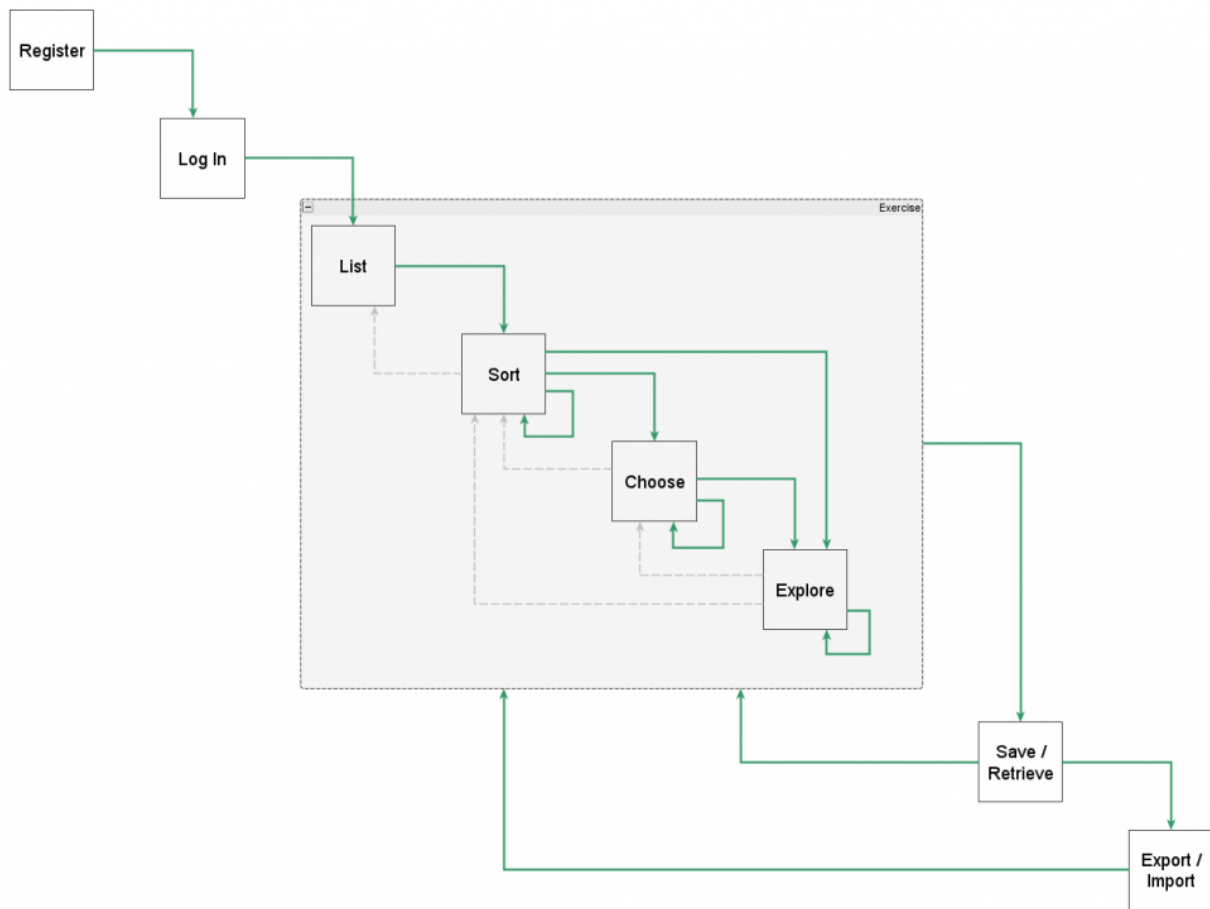 Register
Log In
Exercise
List
Sort
Choose
Explore
Save /
Retrieve
Export /
Import